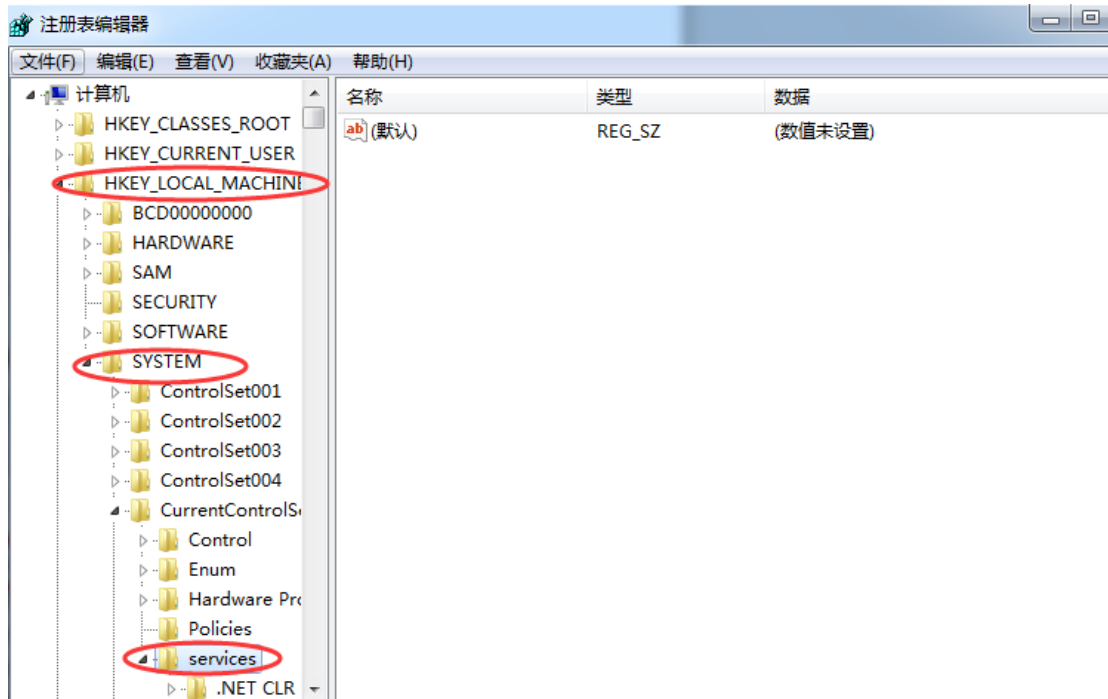 注册表编辑器
文件(F) 编辑(E) 查看(V) 收藏夹(A) 帮助(H)
计算机
HKEY_CLASSES_ROOT
HKEY_CURRENT_USER
HKEY_LOCAL_MACHINE
BCD00000000
HARDWARE
SAM
SECURITY
SOFTWARE
SYSTEM
ControlSet001
ControlSet002
ControlSet003
ControlSet004
CurrentControlSe
Control
Enum
Hardware Pro
Policies
services
.NET CLR
名称 类型 数据
ab (默认) REG_SZ (数值未设置)